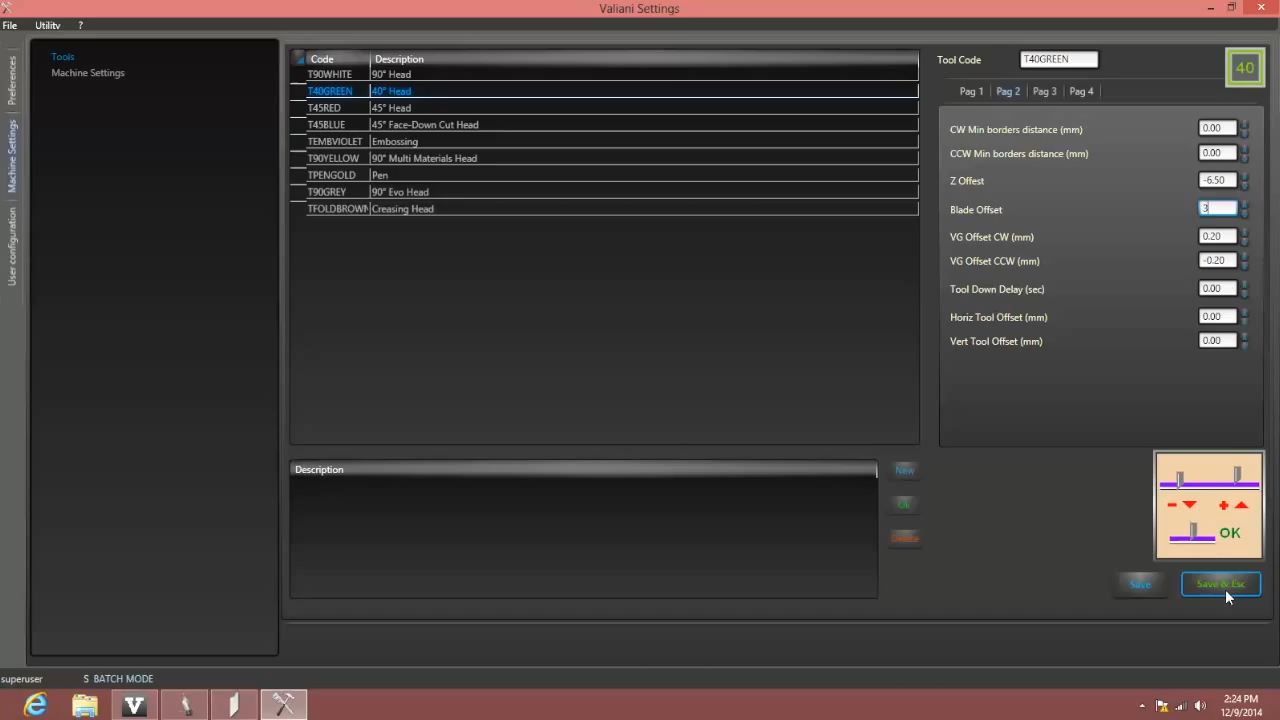 Valiani Settings
File Utility ?
Preferences
Machine Settings
User configuration
Tools
Machine Settings
Code Description
T90WHITE 90° Head
T40GREEN 40° Head
T45RED 45° Head
T45BLUE 45° Face-Down Cut Head
TEMBVIOLET Embossing
T90YELLOW 90° Multi Materials Head
TPENGOLD Pen
T90GREY 90° Evo Head
TFOLDBROWN Creasing Head
Tool Code T40GREEN
40
Pag 1 Pag 2 Pag 3 Pag 4
CW Min borders distance (mm) 0.00
CCW Min borders distance (mm) 0.00
Z Offest -6.50
Blade Offset 3
VG Offset CW (mm) 0.20
VG Offset CCW (mm) -0.20
Tool Down Delay (sec) 0.00
Horiz Tool Offset (mm) 0.00
Vert Tool Offset (mm) 0.00
Description
New
Ok
Delete
- +
OK
Save Save & Esc
superuser S BATCH MODE
V
2:24 PM
12/9/2014